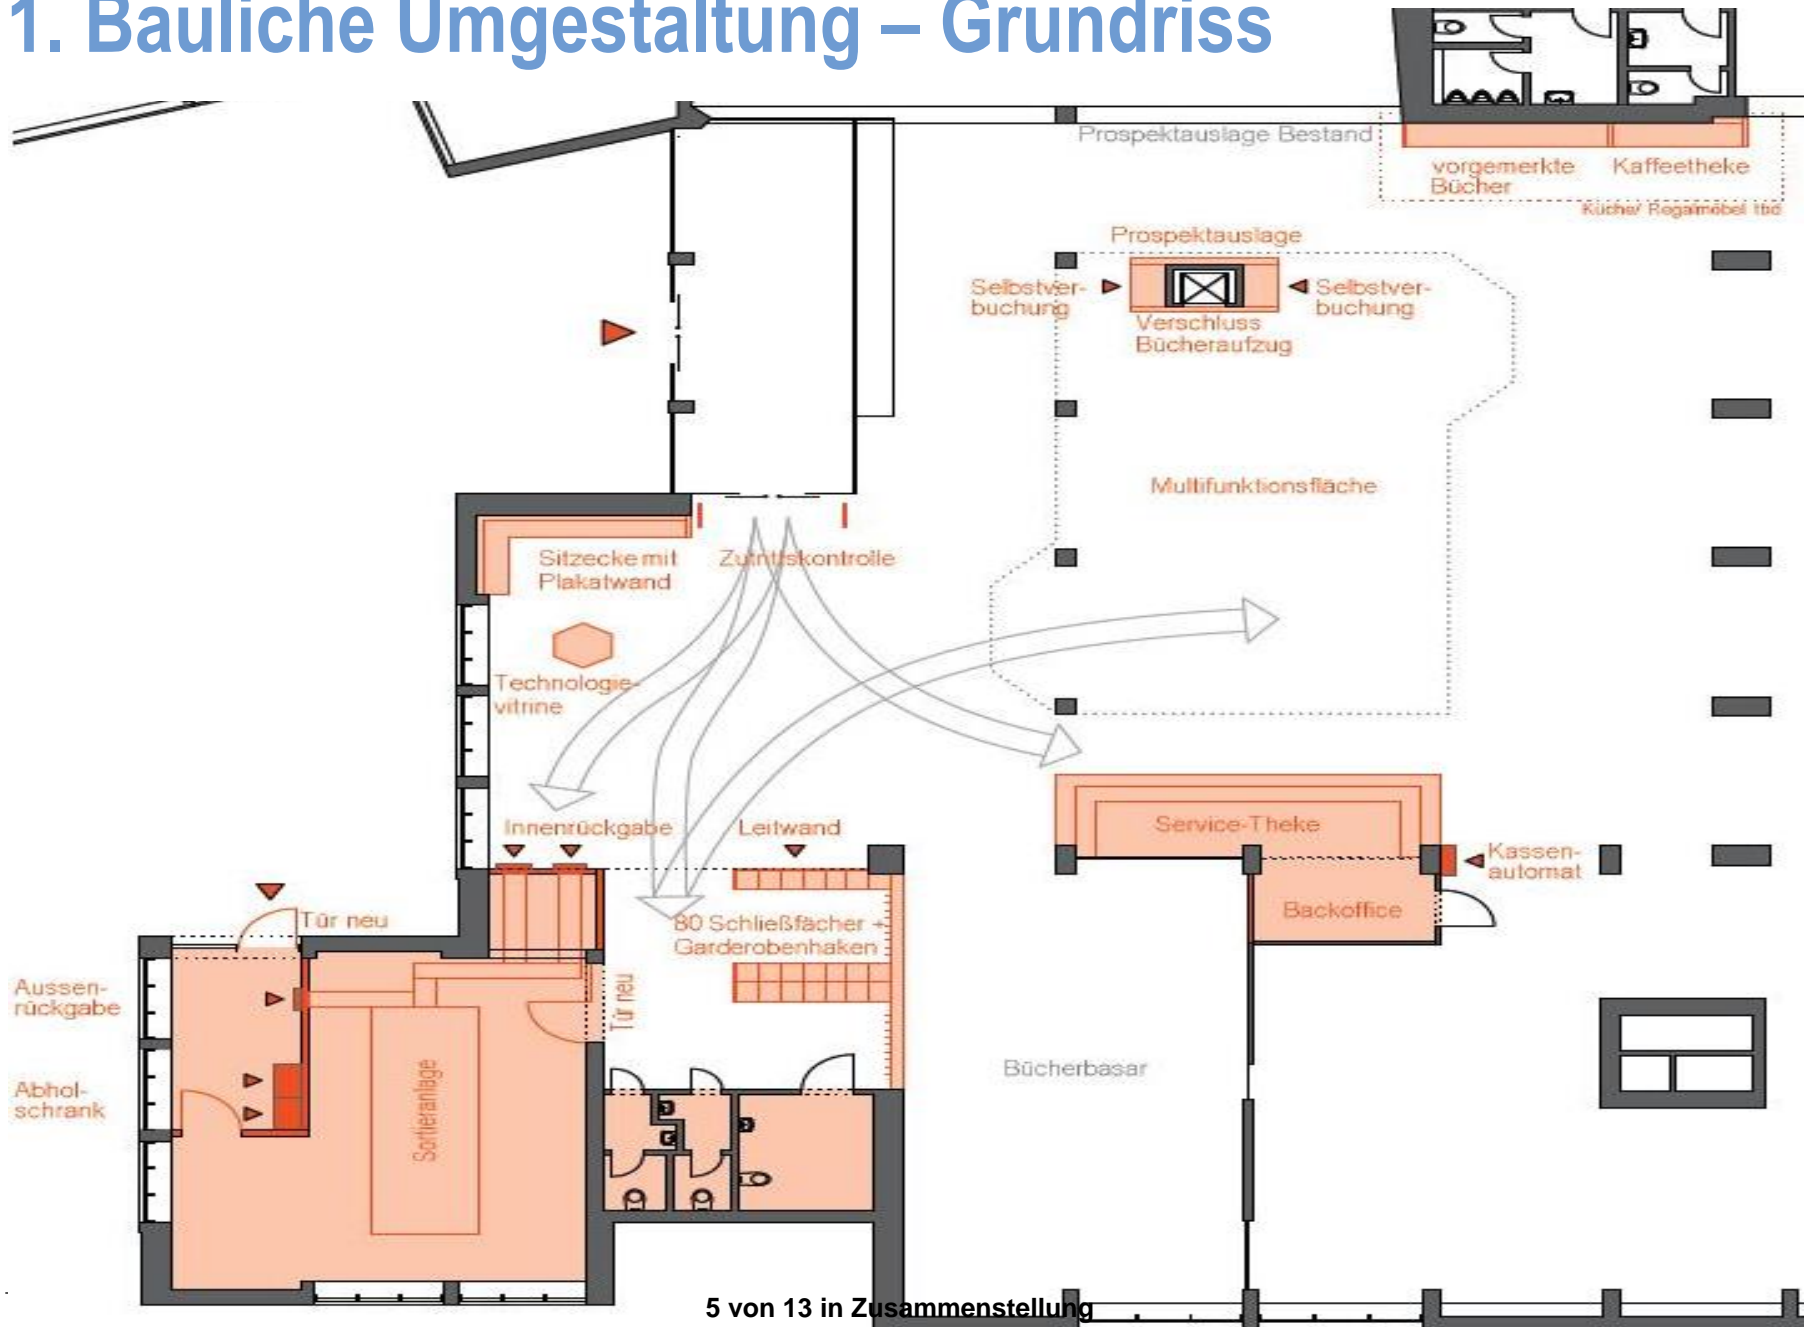 1. Bauliche Umgestaltung – Grundriss
Prospektauslage Bestand
vorgemerkte
Bücher
Kaffeetheke
Küche/ Regalmöbel tbd
Prospektauslage
Selbstver-
buchung
Selbstver-
buchung
Verschluss
Bücheraufzug
Multifunktionsfläche
Sitzecke mit
Plakatwand
Zutrittskontrolle
Technologie-
vitrine
Innenrückgabe
Leitwand
Service-Theke
Kassen-
automat
Backoffice
Tür neu
80 Schließfächer +
Garderobenhaken
Aussen-
rückgabe
Tür neu
Abhol-
schrank
Sortieranlage
Bücherbasar
5 von 13 in Zusammenstellung